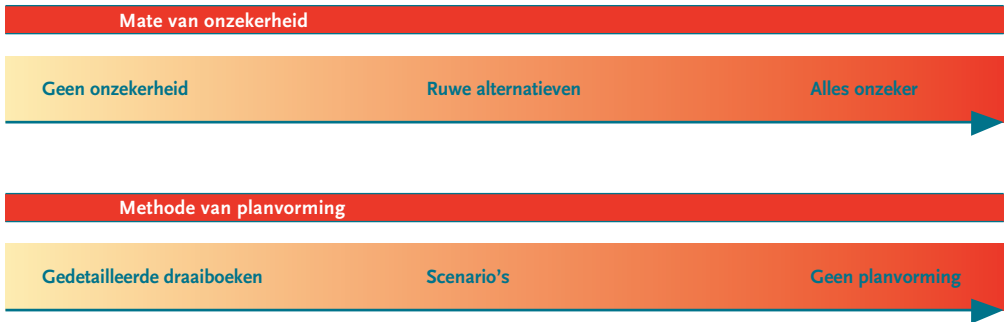 Mate van onzekerheid
Geen onzekerheid Ruwe alternatieven Alles onzeker
Methode van planvorming
Gedetailleerde draaiboeken Scenario's Geen planvorming